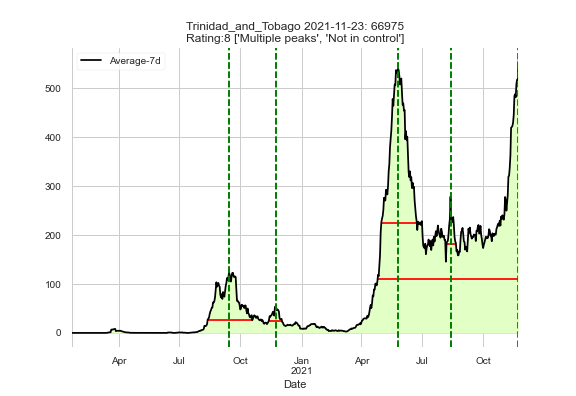 Trinidad_and_Tobago 2021-11-23: 66975
Rating:8 ['Multiple peaks', 'Not in control']
Average-7d
500
400
300
200
100
0
Apr Jul Oct Jan Apr Jul Oct
2021
Date